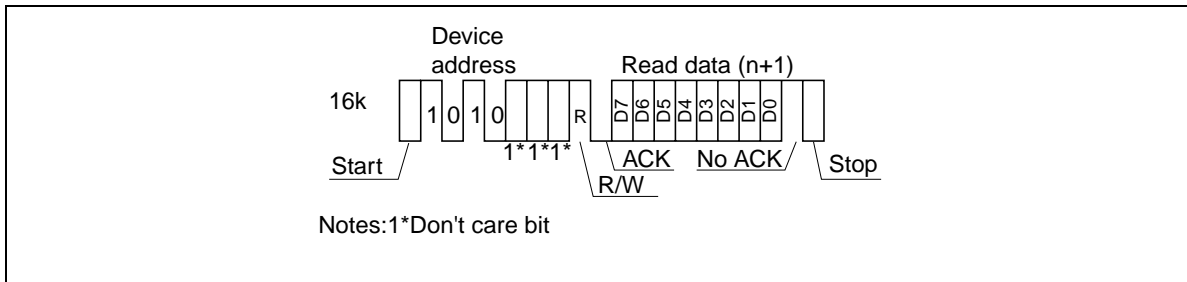 Device
address Read data (n+1)
16k 1 0 1 0 R D7 D6 D5 D4 D3 D2 D1 D0
1* 1* 1*
Start ACK No ACK Stop
R/W
Notes:1*Don't care bit